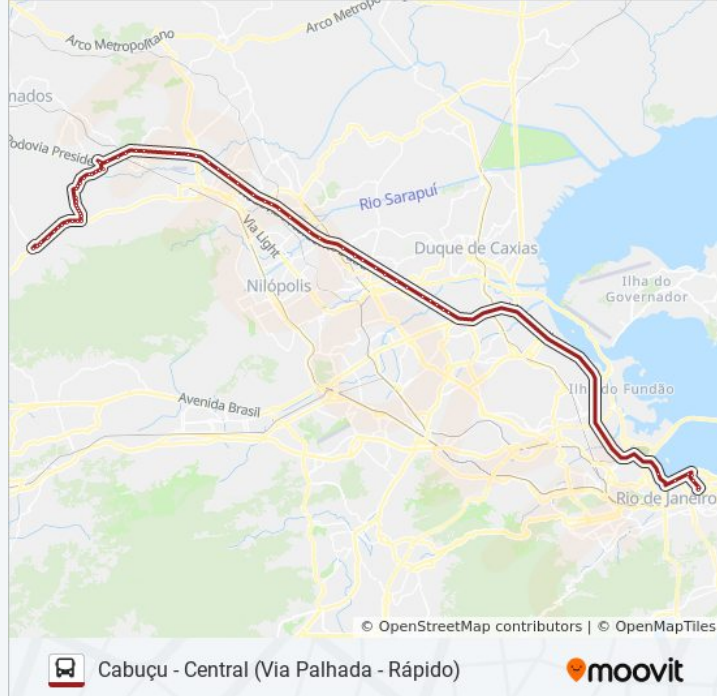 Arco Metropolitano
Arco Metropo
mados
Rodovia Preside
Rio Sarapuí
Via Light
Duque de Caxias
Nilópolis
Ilha do
Governador
Avenida Brasil
Ilha do Fundão
Rio de Janeiro
© OpenStreetMap contributors | © OpenMapTiles
Cabuçu - Central (Via Palhada - Rápido)
moovit